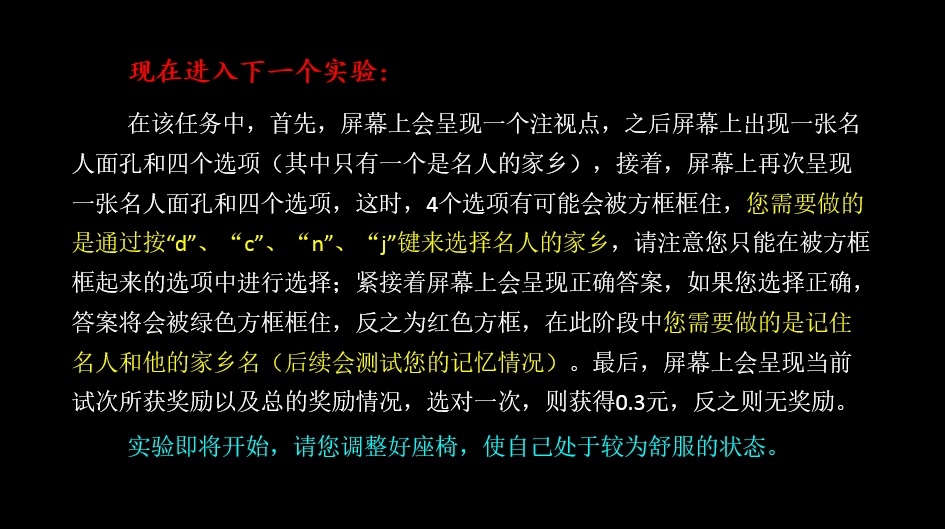 现在进入下一个实验：
在该任务中，首先，屏幕上会呈现一个注视点，之后屏幕上出现一张名
人面孔和四个选项（其中只有一个是名人的家乡），接着，屏幕上再次呈现
一张名人面孔和四个选项，这时，4个选项有可能会被方框框住，您需要做的
是通过按“d”、“c”、“n”、“j”键来选择名人的家乡，请注意您只能在被方框
框起来的选项中进行选择；紧接着屏幕上会呈现正确答案，如果您选择正确，
答案将会被绿色方框框住，反之为红色方框，在此阶段中您需要做的是记住
名人和他的家乡名（后续会测试您的记忆情况）。最后，屏幕上会呈现当前
试次所获奖励以及总的奖励情况，选对一次，则获得0.3元，反之则无奖励。
实验即将开始，请您调整好座椅，使自己处于较为舒服的状态。